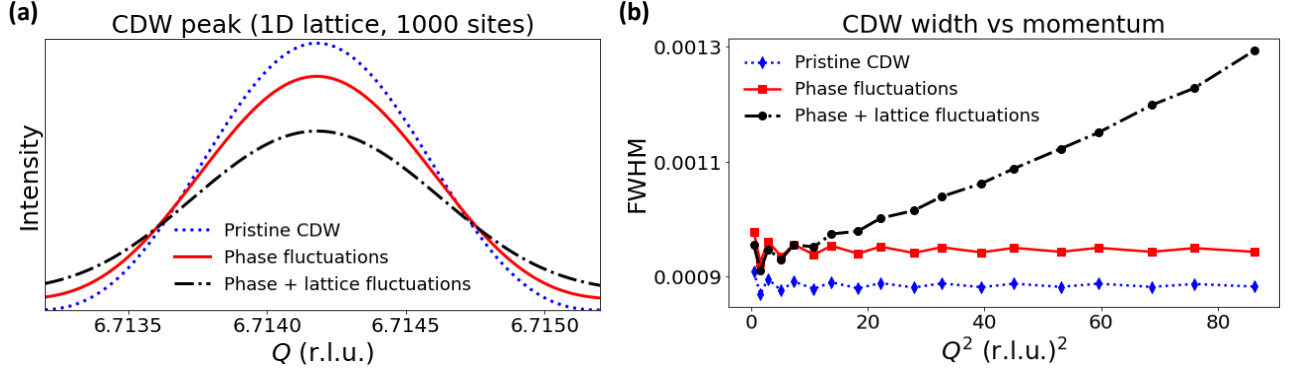 (a)
CDW peak (1D lattice, 1000 sites)
Intensity
Pristine CDW
Phase fluctuations
Phase + lattice fluctuations
6.7135 6.7140 6.7145 6.7150
Q (r.l.u.)
(b)
CDW width vs momentum
FWHM
0.0013
0.0011
0.0009
Pristine CDW
Phase fluctuations
Phase + lattice fluctuations
0 20 40 60 80
Q² (r.l.u.)²